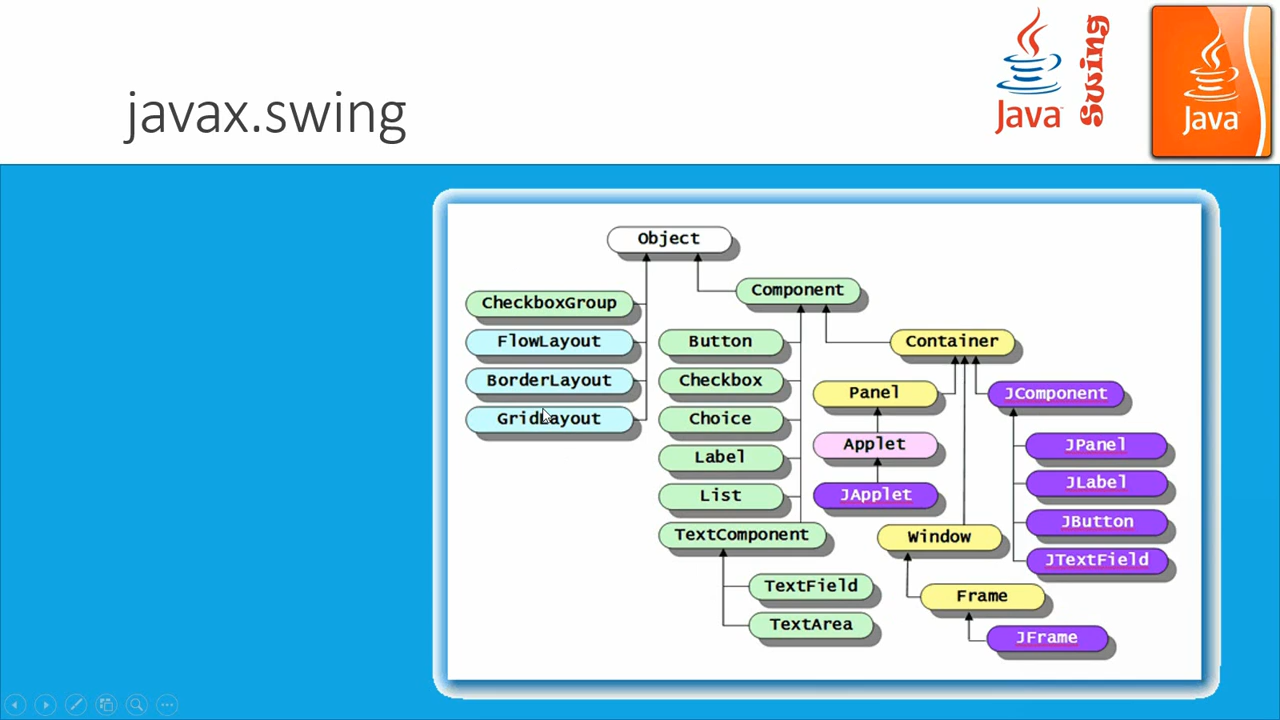 javax.swing
Java
Swing
Java
Object
CheckboxGroup
FlowLayout
BorderLayout
GridLayout
Component
Button
Checkbox
Choice
Label
List
TextComponent
TextField
TextArea
Container
Panel
Applet
JApplet
Window
Frame
JFrame
JComponent
JPanel
JLabel
JButton
JTextField